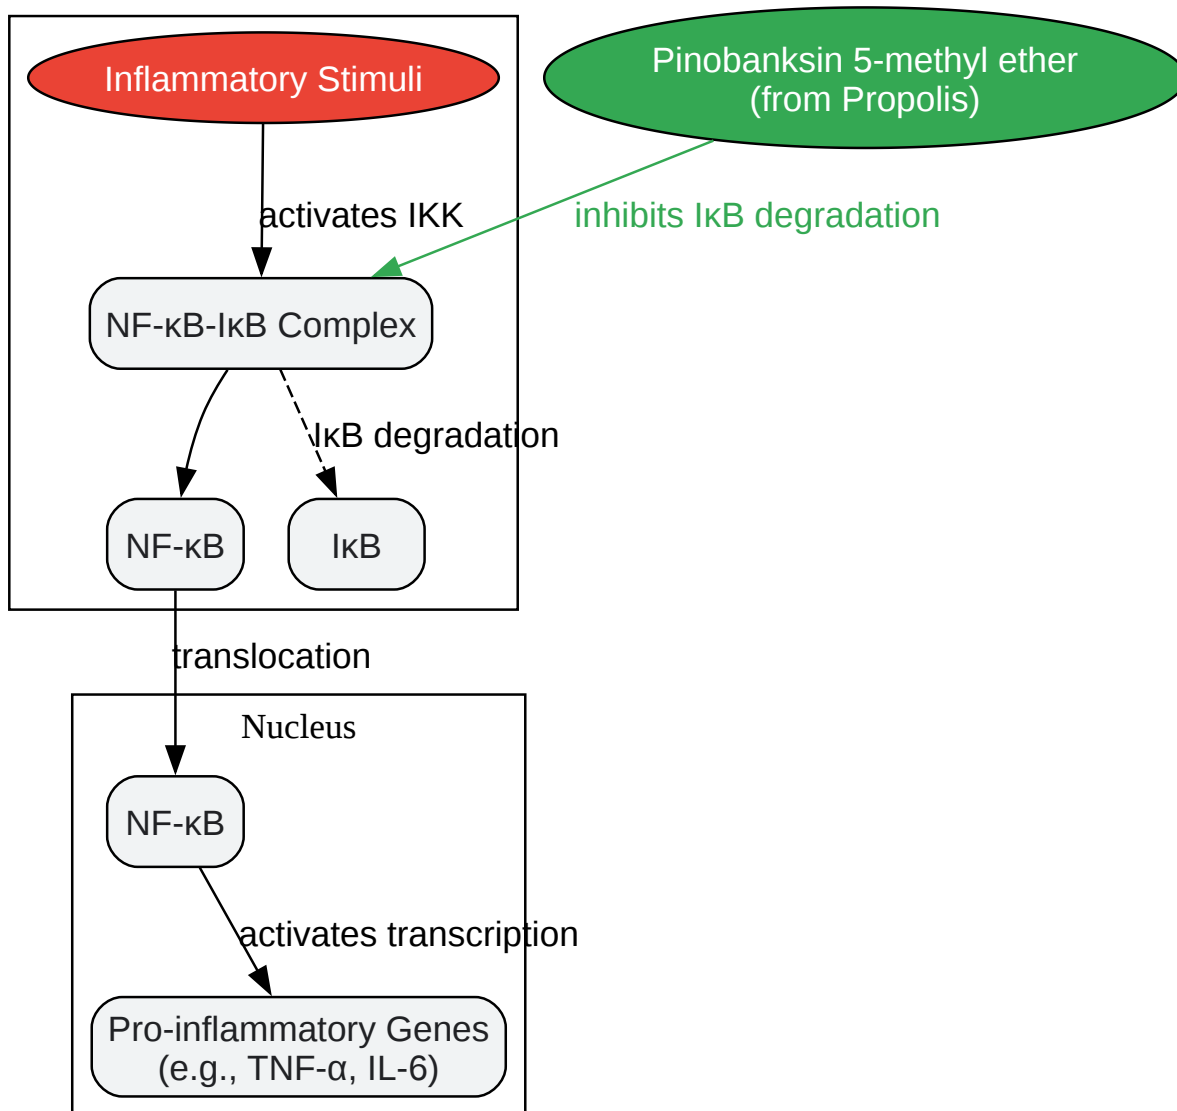 Inflammatory Stimuli
Pinobanksin 5-methyl ether
(from Propolis)
activates IKK
inhibits IκB degradation
NF-κB-IκB Complex
IκB degradation
NF-κB
IκB
translocation
Nucleus
NF-κB
activates transcription
Pro-inflammatory Genes
(e.g., TNF-α, IL-6)